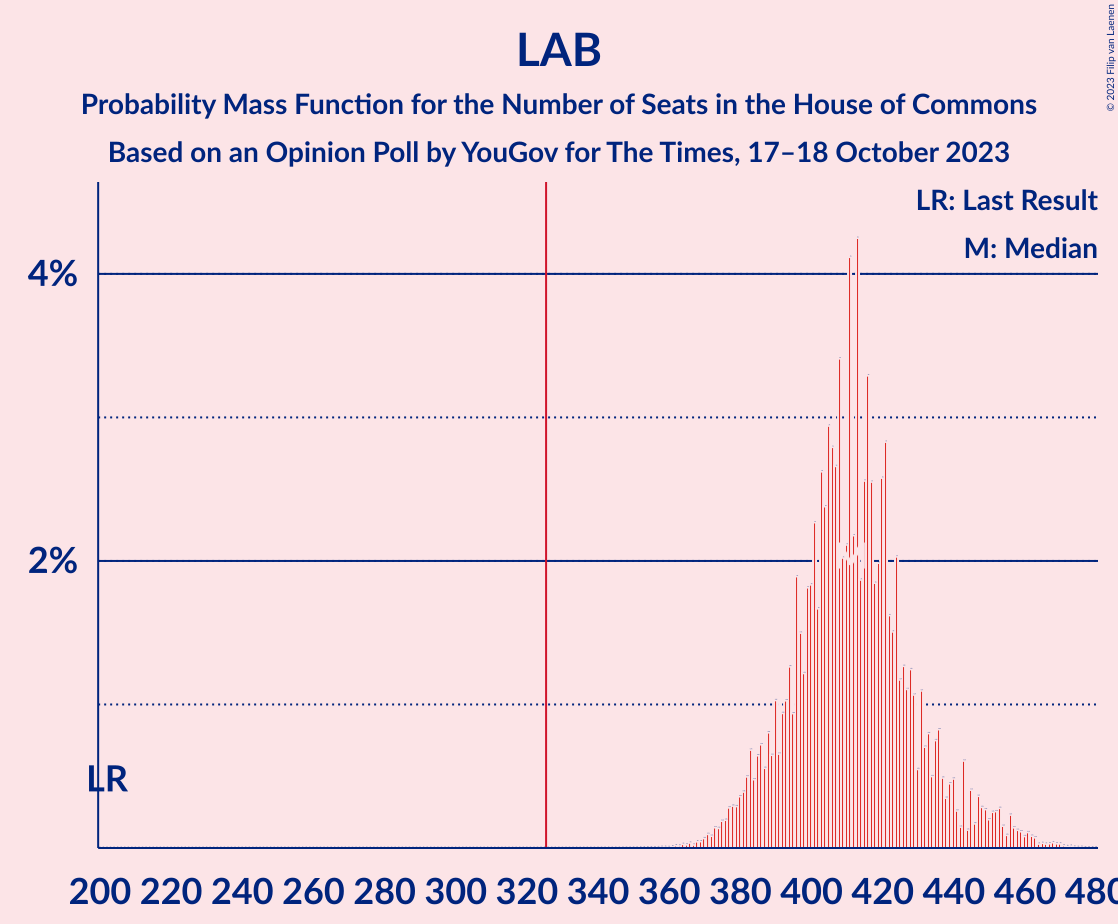 LAB
Probability Mass Function for the Number of Seats in the House of Commons
Based on an Opinion Poll by YouGov for The Times, 17–18 October 2023
© 2023 Filip van Laenen
LR: Last Result
M: Median
4%
2%
LR
200 220 240 260 280 300 320 340 360 380 400 420 440 460 480